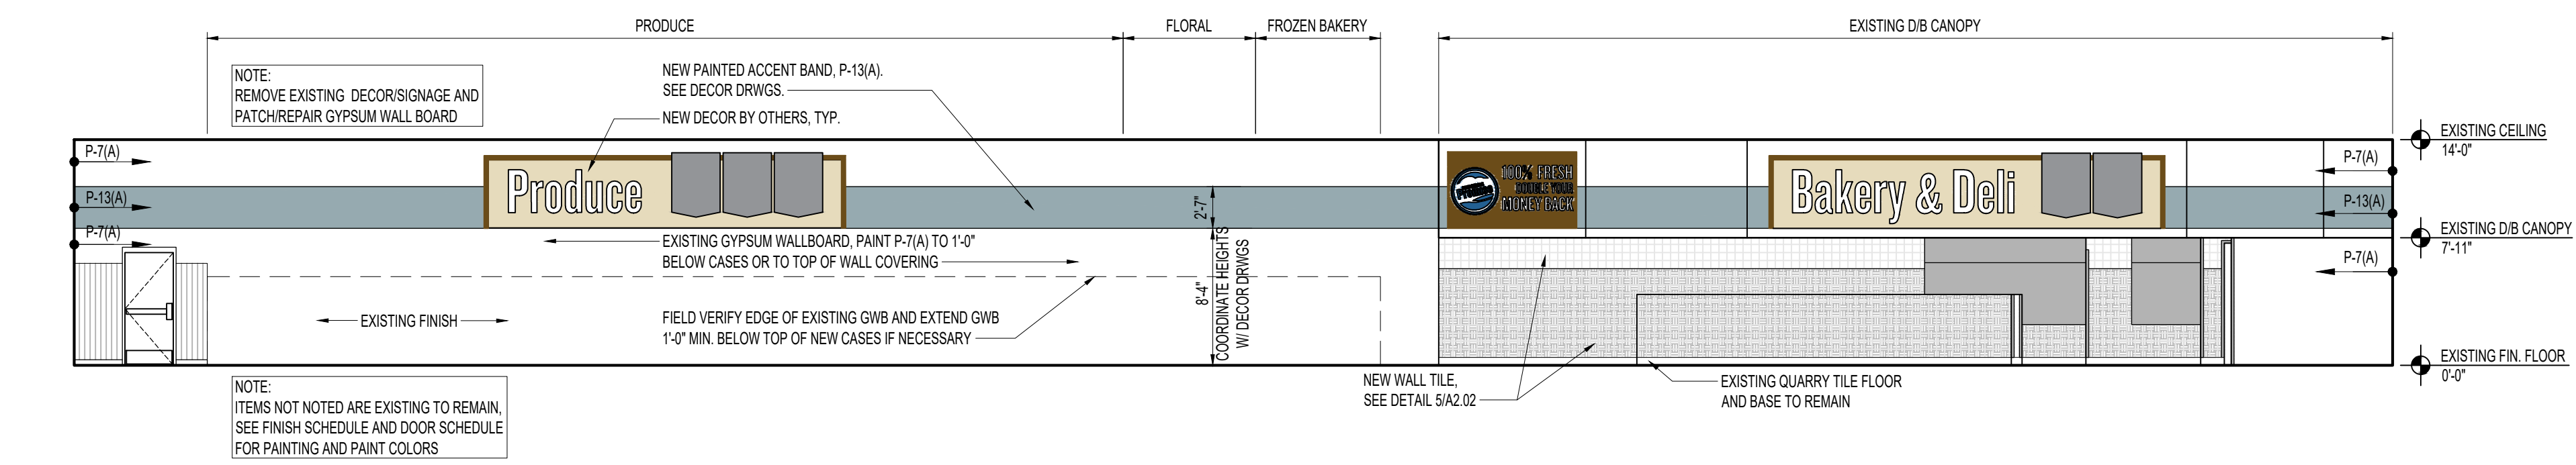 PRODUCE
FLORAL
FROZEN BAKERY
EXISTING D/B CANOPY
NOTE:
REMOVE EXISTING DECOR/SIGNAGE AND
PATCH/REPAIR GYPSUM WALL BOARD
NEW PAINTED ACCENT BAND, P-13(A).
SEE DECOR DRWGS.
NEW DECOR BY OTHERS, TYP.
P-7(A)
P-13(A)
P-7(A)
Produce
100% FRESH
DOUBLE YOUR
MONEY BACK
Bakery & Deli
P-7(A)
P-13(A)
P-7(A)
EXISTING CEILING
14'-0"
EXISTING D/B CANOPY
7'-11"
EXISTING FIN. FLOOR
0'-0"
2'-7"
8'-4"
COORDINATE HEIGHTS
W/ DECOR DRWGS
EXISTING GYPSUM WALLBOARD, PAINT P-7(A) TO 1'-0"
BELOW CASES OR TO TOP OF WALL COVERING
EXISTING FINISH
FIELD VERIFY EDGE OF EXISTING GWB AND EXTEND GWB
1'-0" MIN. BELOW TOP OF NEW CASES IF NECESSARY
NOTE:
ITEMS NOT NOTED ARE EXISTING TO REMAIN,
SEE FINISH SCHEDULE AND DOOR SCHEDULE
FOR PAINTING AND PAINT COLORS
NEW WALL TILE,
SEE DETAIL 5/A2.02
EXISTING QUARRY TILE FLOOR
AND BASE TO REMAIN